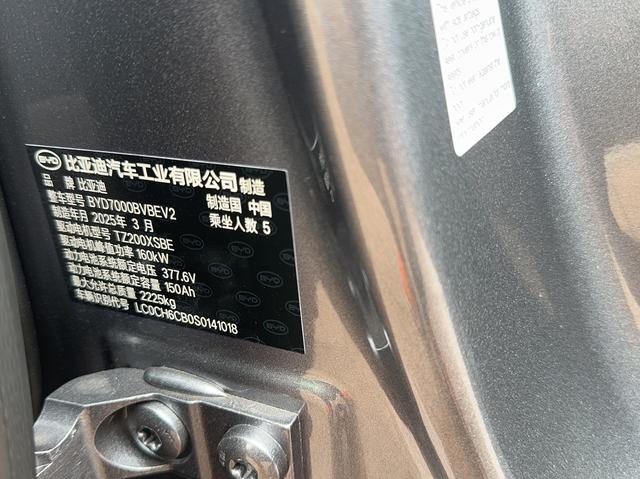 BYD 比亚迪汽车工业有限公司 制造
品 牌 比亚迪 制造国 中国
整车型号 BYD7000BVBEV2 乘坐人数 5
制造年月 2025年 3 月
驱动电机型号 TZ200XSBE
驱动电机峰值功率 160kW
动力电池系统额定电压 377.6V
动力电池系统额定容量 150Ah
最大允许总质量 2225kg
车辆识别代号 LC0CH6CB0S0141018